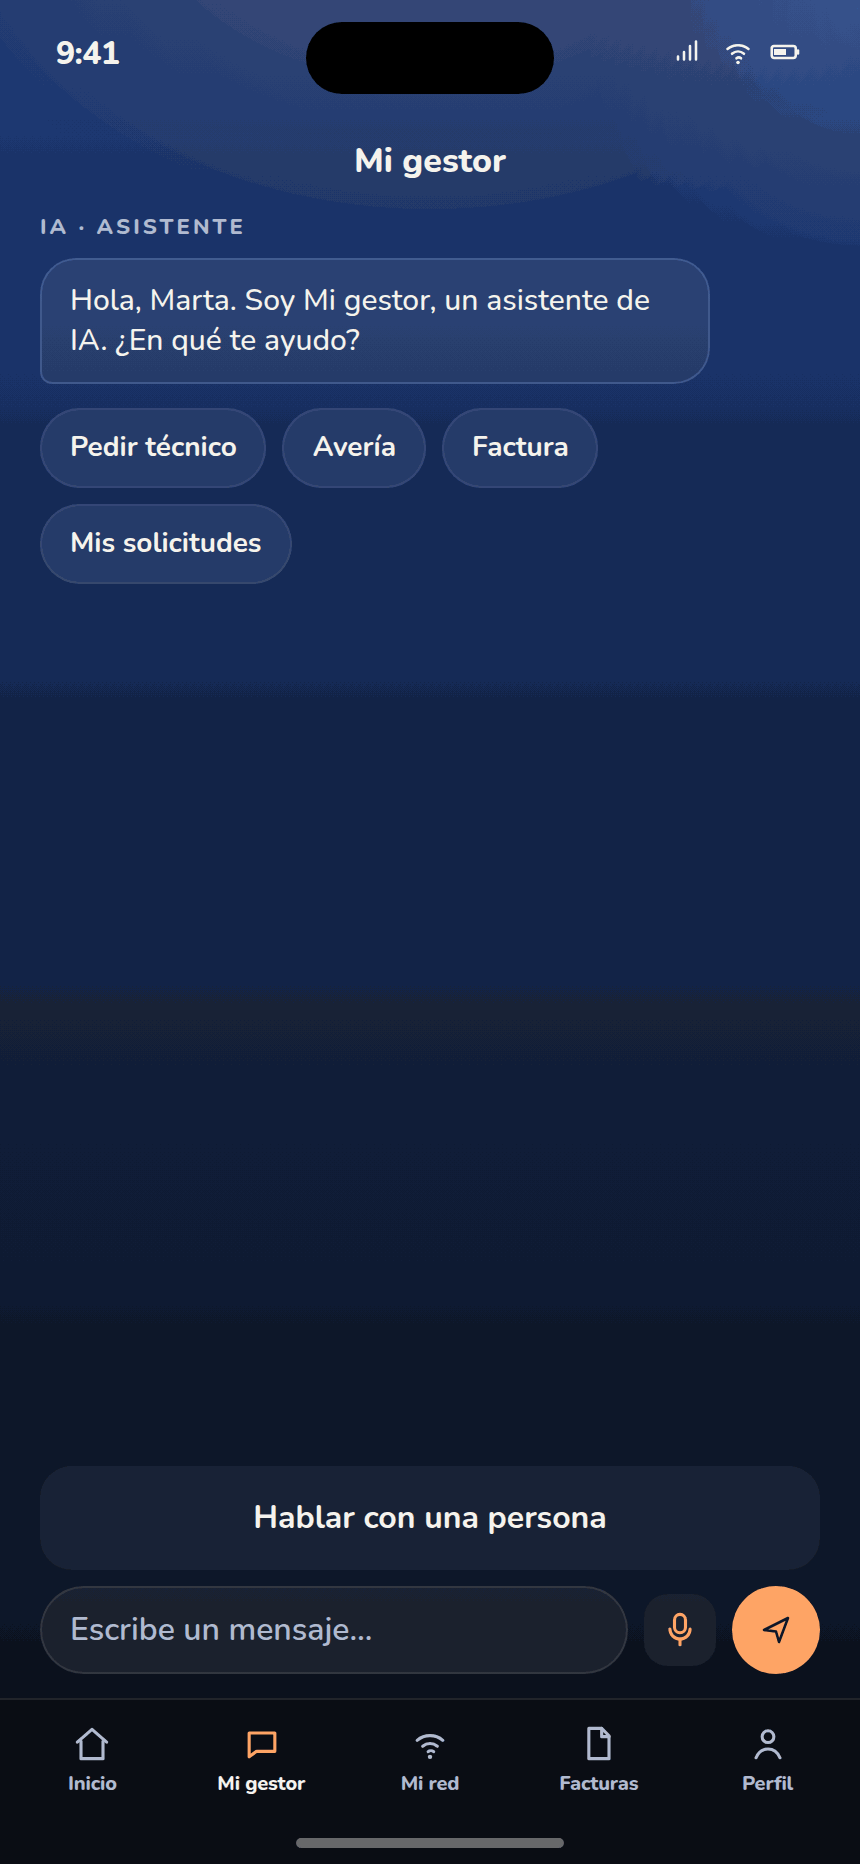 9:41
Mi gestor
IA · ASISTENTE
Hola, Marta. Soy Mi gestor, un asistente de
IA. ¿En qué te ayudo?
Pedir técnico
Avería
Factura
Mis solicitudes
Hablar con una persona
Escribe un mensaje...
Inicio
Mi gestor
Mi red
Facturas
Perfil